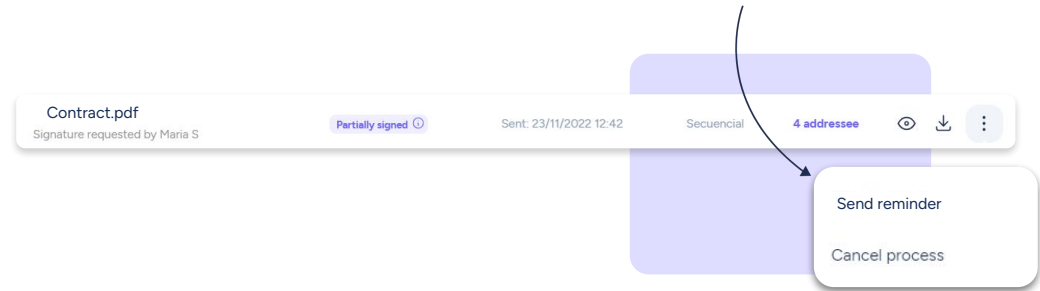 Contract.pdf
Signature requested by Maria S
Partially signed
Sent: 23/11/2022 12:42
Secuencial
4 addressee
Send reminder
Cancel process